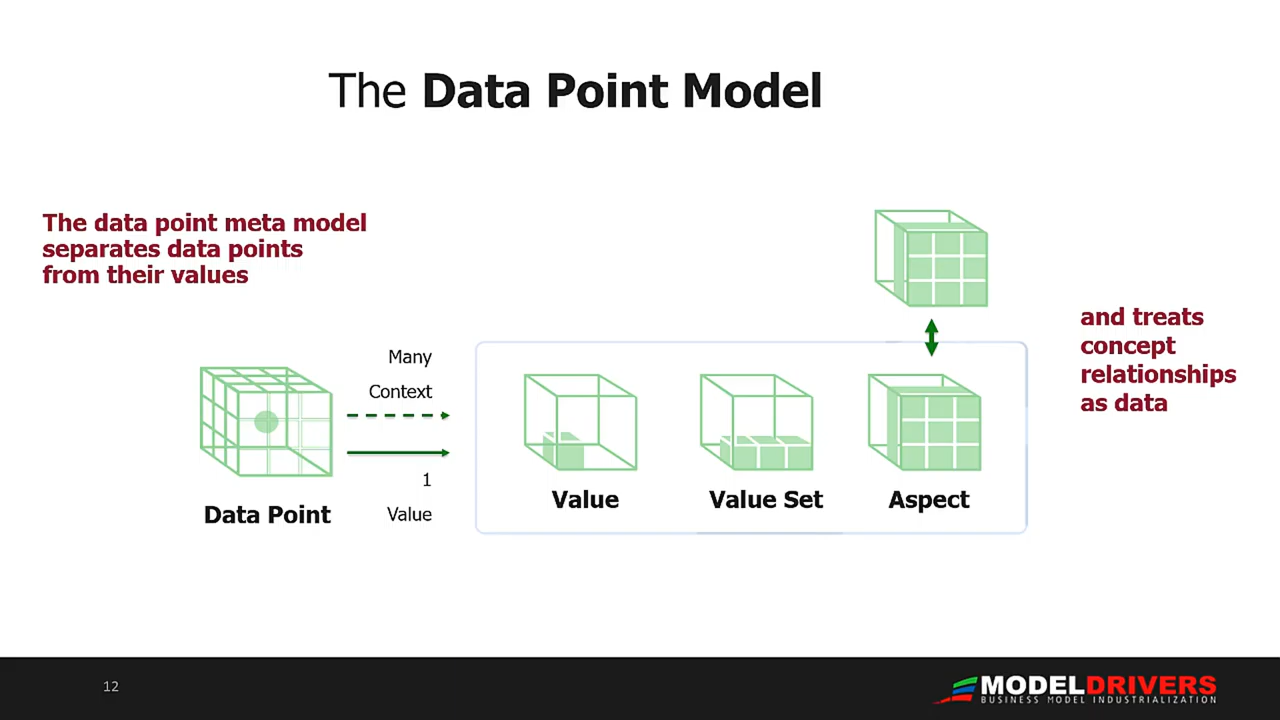 The Data Point Model
The data point meta model
separates data points
from their values
Many
Context
1
Value
Data Point
Value
Value Set
Aspect
and treats
concept
relationships
as data
12
MODELDRIVERS
BUSINESS MODEL INDUSTRIALIZATION